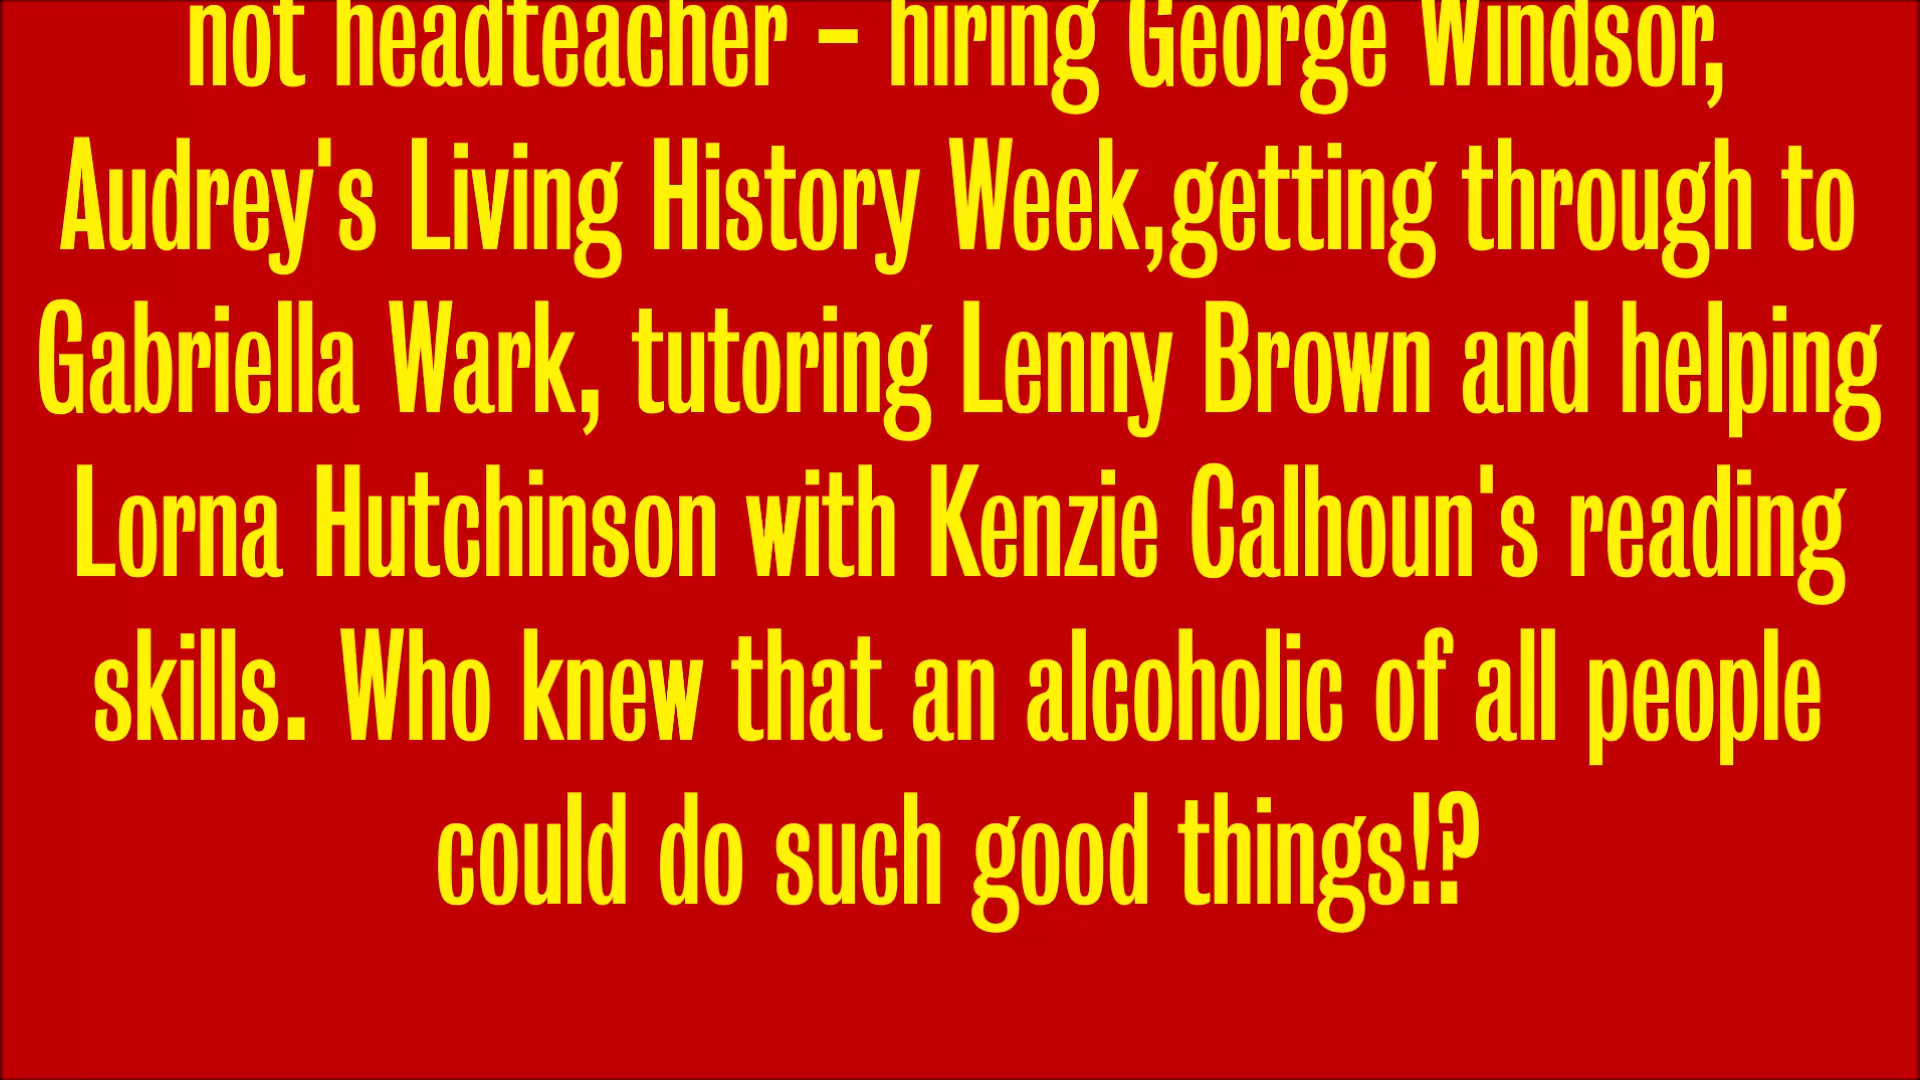 not headteacher - hiring George Windsor,
Audrey's Living History Week,getting through to
Gabriella Wark, tutoring Lenny Brown and helping
Lorna Hutchinson with Kenzie Calhoun's reading
skills. Who knew that an alcoholic of all people
could do such good things!?